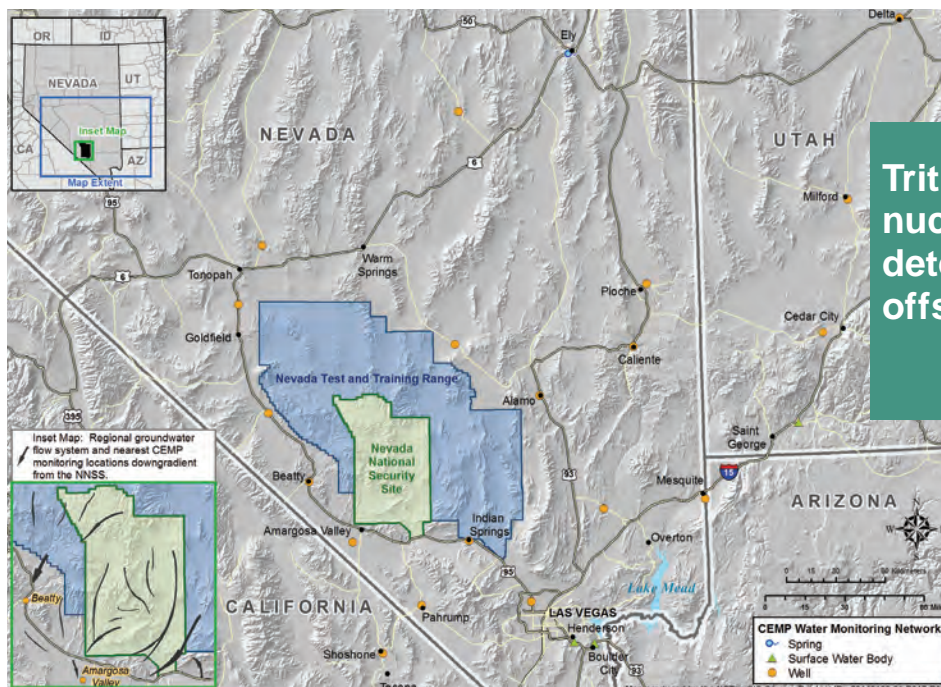 OR
ID
NEVADA
UT
Inset Map
CA
AZ
Map Extent
50
Ely
Delta
NEVADA
UTAH
6
95
Milford
Warm
Springs
6
Tonopah
Pioche
Goldfield
Cedar City
Caliente
Nevada Test and Training Range
Alamo
395
Saint
George
Nevada
National
Security
Site
93
15
Beatty
Mesquite
ARIZONA
Indian
Springs
Amargosa Valley
Overton
N
W
95
Lake Mead
CALIFORNIA
LAS VEGAS
Pahrump
Henderson
Boulder
City
93
Shoshone
Inset Map: Regional groundwater
flow system and nearest CEMP
monitoring locations downgradient
from the NNSS.
Beatty
Amargosa
Valley
CEMP Water Monitoring Network
Spring
Surface Water Body
Well
Trit
nuc
dete
offs